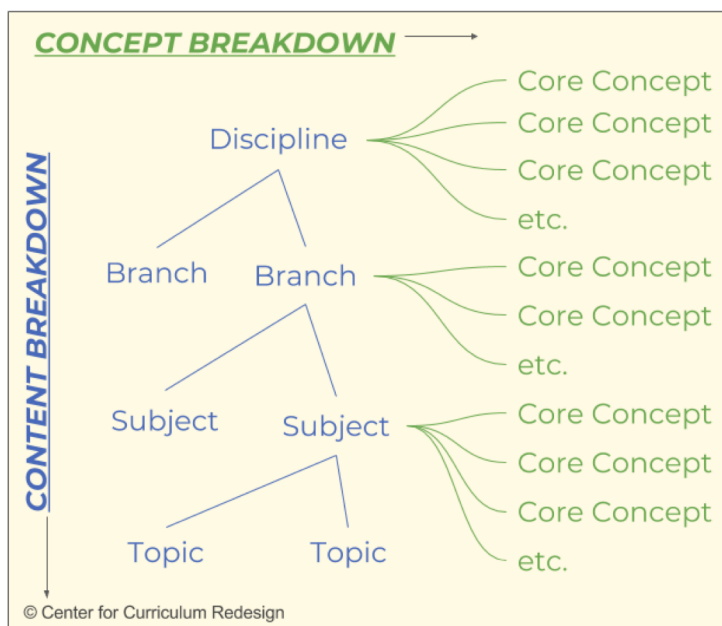 CONCEPT BREAKDOWN
CONTENT BREAKDOWN
Discipline
Core Concept
Core Concept
Core Concept
etc.
Branch
Branch
Core Concept
Core Concept
etc.
Subject
Subject
Core Concept
Core Concept
Core Concept
etc.
Topic
Topic
© Center for Curriculum Redesign